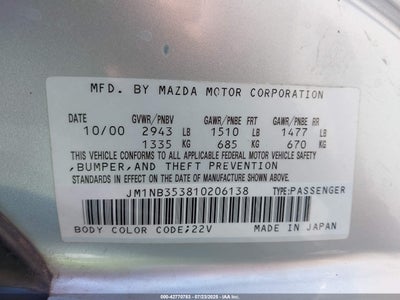 MFD. BY MAZDA MOTOR CORPORATION
DATE GVWR/PNBV GAWR/PNBE FRT GAWR/PNBE RR
10/00 2943 LB 1510 LB 1477 LB
1335 KG 685 KG 670 KG
THIS VEHICLE CONFORMS TO ALL APPLICABLE FEDERAL MOTOR VEHICLE SAFETY
,BUMPER,AND THEFT PREVENTION
STANDARDS IN EFFECT ON THE DATE OF MANUFACTURE SHOWN ABOVE.
JM1NB353810206138 TYPE:PASSENGER
BODY COLOR CODE;22V MADE IN JAPAN
IAA 42770783 | 07/23/2025 | IAA Inc.